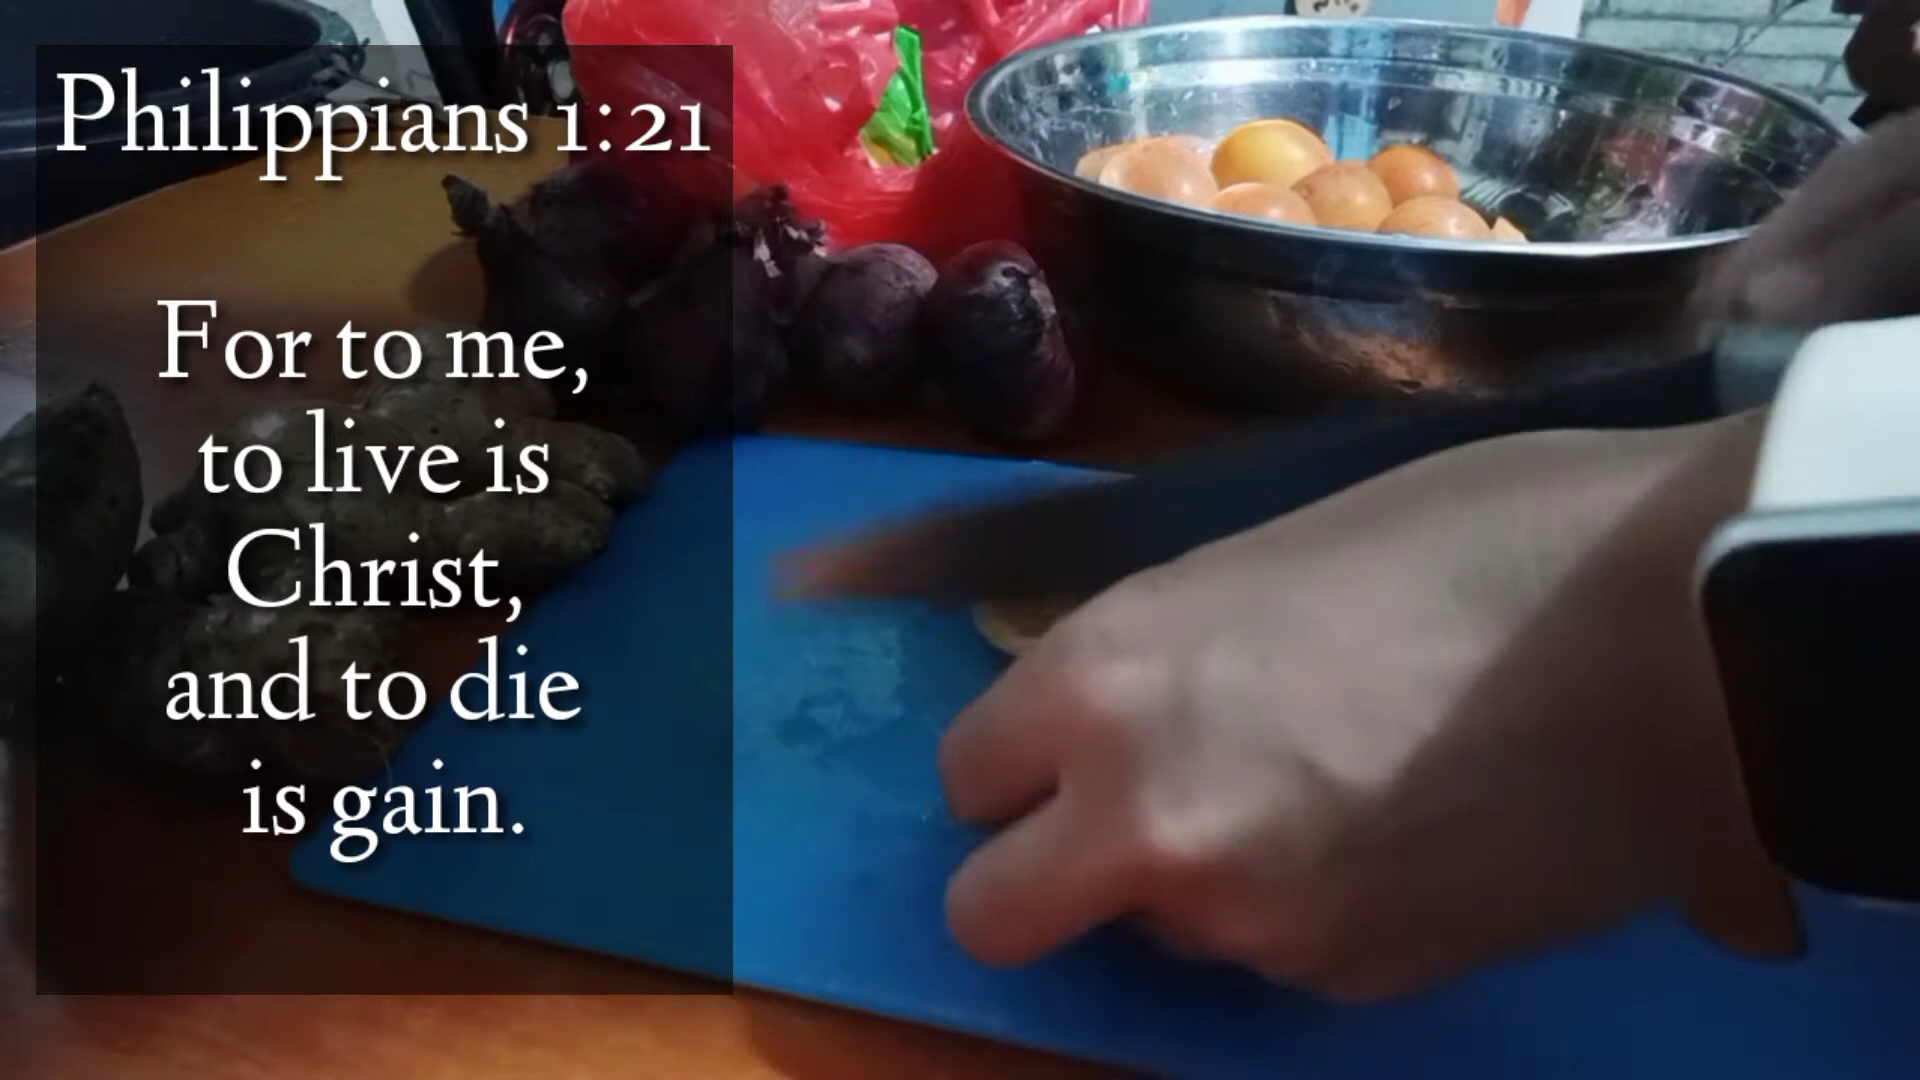 Philippians 1:21
For to me,
to live is
Christ,
and to die
is gain.